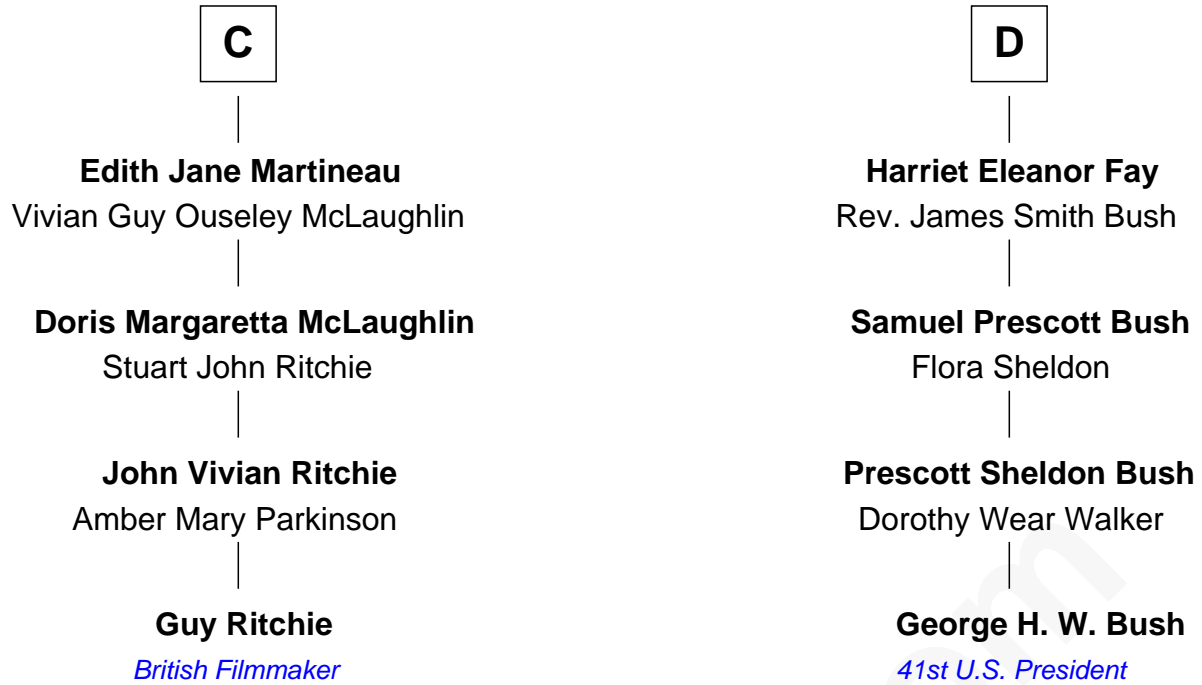 C
Edith Jane Martineau
Vivian Guy Ouseley McLaughlin
Doris Margaretta McLaughlin
Stuart John Ritchie
John Vivian Ritchie
Amber Mary Parkinson
Guy Ritchie
British Filmmaker
D
Harriet Eleanor Fay
Rev. James Smith Bush
Samuel Prescott Bush
Flora Sheldon
Prescott Sheldon Bush
Dorothy Wear Walker
George H. W. Bush
41st U.S. President